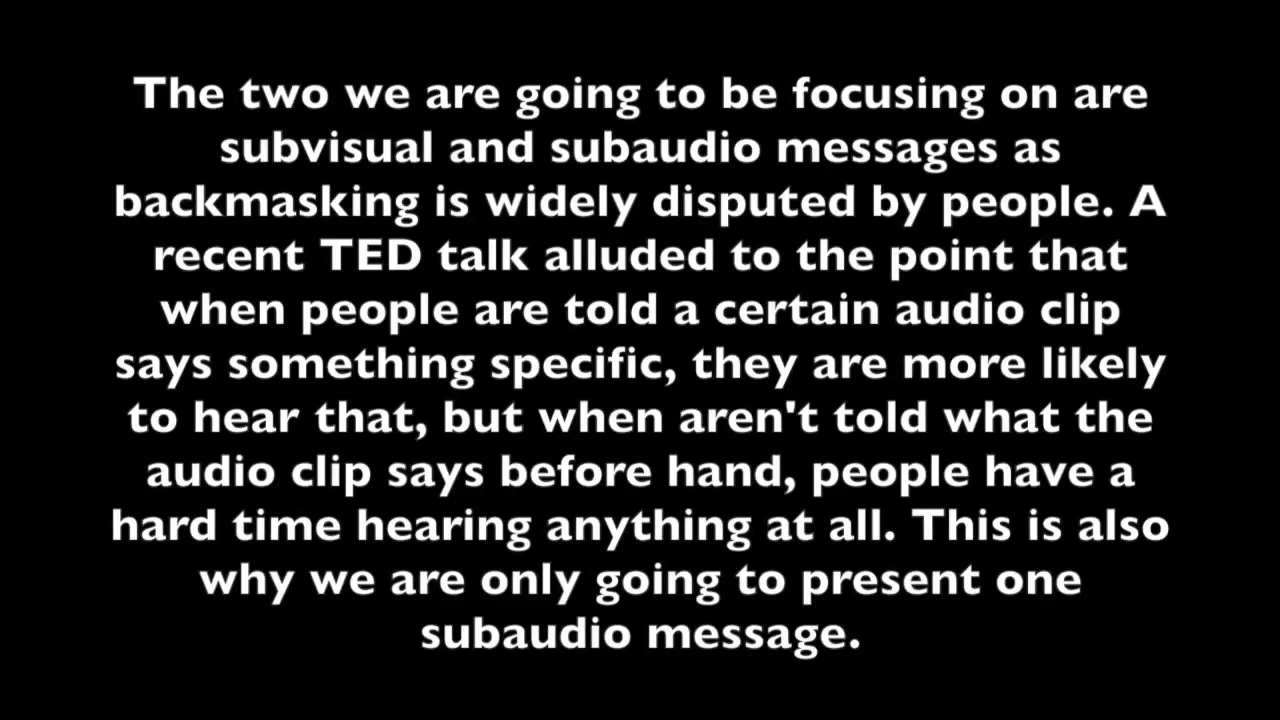 The two we are going to be focusing on are
subvisual and subaudio messages as
backmasking is widely disputed by people. A
recent TED talk alluded to the point that
when people are told a certain audio clip
says something specific, they are more likely
to hear that, but when aren't told what the
audio clip says before hand, people have a
hard time hearing anything at all. This is also
why we are only going to present one
subaudio message.